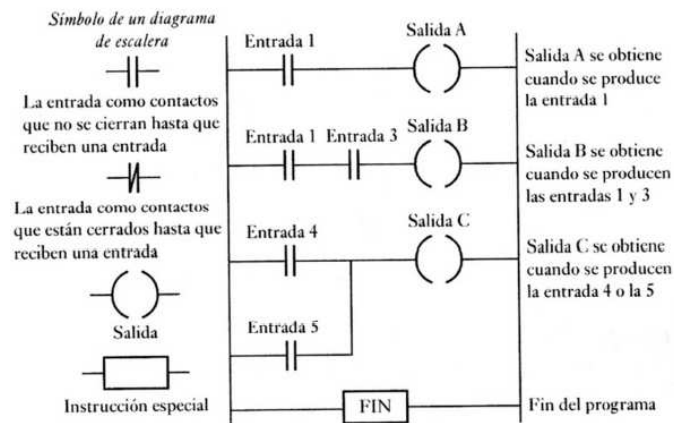 Símbolo de un diagrama
de escalera
La entrada como contactos
que no se cierran hasta que
reciben una entrada
La entrada como contactos
que están cerrados hasta que
reciben una entrada
Salida
Instrucción especial
Entrada 1
Salida A
Salida A se obtiene
cuando se produce
la entrada 1
Entrada 1
Entrada 3
Salida B
Salida B se obtiene
cuando se producen
las entradas 1 y 3
Entrada 4
Salida C
Salida C se obtiene
cuando se producen
la entrada 4 o la 5
Entrada 5
FIN
Fin del programa